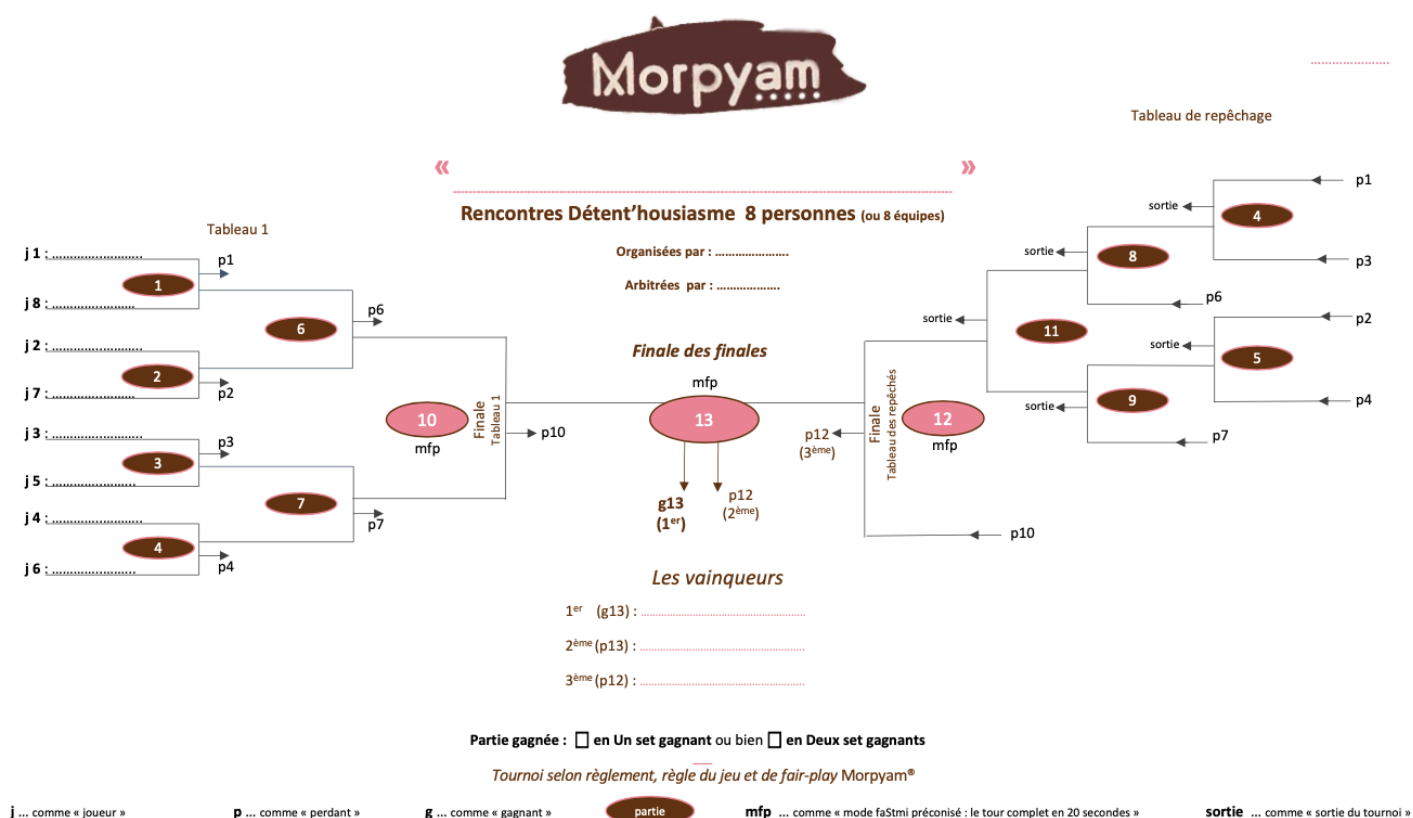 Morpyam
.....................
Tableau de repêchage
« ..................... »
Rencontres Détent’housiasme 8 personnes (ou 8 équipes)
Organisées par : ......................
Arbitrées par : ...................
Finale des finales
Tableau 1
j 1 : .........................
j 8 : .......................
1
p1
j 2 : .........................
j 7 : .......................
2
p2
6
p6
j 3 : .........................
j 5 : .......................
3
p3
j 4 : .........................
j 6 : .......................
4
p4
7
p7
10
mfp
Finale
Tableau 1
p10
mfp
13
g13
(1er)
p12
(2ème)
p12
(3ème)
Finale
Tableau des repêchés
12
mfp
p10
sortie
11
sortie
8
p6
sortie
4
p1
p3
sortie
9
p7
sortie
5
p2
p4
Les vainqueurs
1er (g13) : ......................
2ème (p13) : ......................
3ème (p12) : ......................
Partie gagnée : ☐ en Un set gagnant ou bien ☐ en Deux set gagnants
Tournoi selon règlement, règle du jeu et de fair-play Morpyam®
j ... comme « joueur »
p ... comme « perdant »
g ... comme « gagnant »
partie
mfp ... comme « mode faStmi préconisé : le tour complet en 20 secondes »
sortie ... comme « sortie du tournoi »